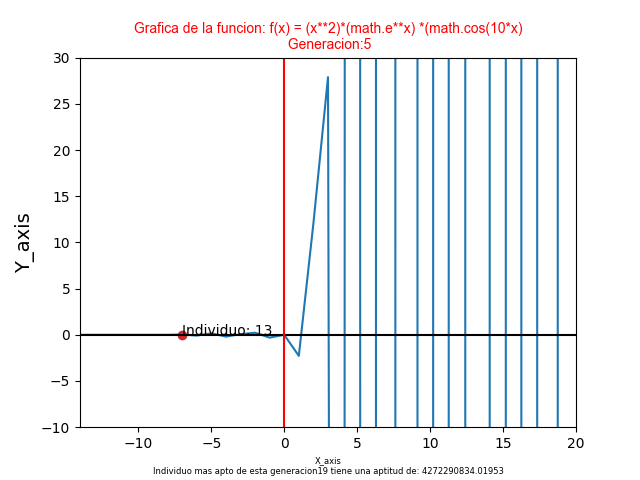 Grafica de la funcion: f(x) = (x**2)*(math.e**x) *(math.cos(10*x)
Generacion:5
30
25
20
15
10
5
0
−5
−10
Y_axis
Individuo: 13
−10 −5 0 5 10 15 20
X_axis
Individuo mas apto de esta generacion19 tiene una aptitud de: 4272290834.01953